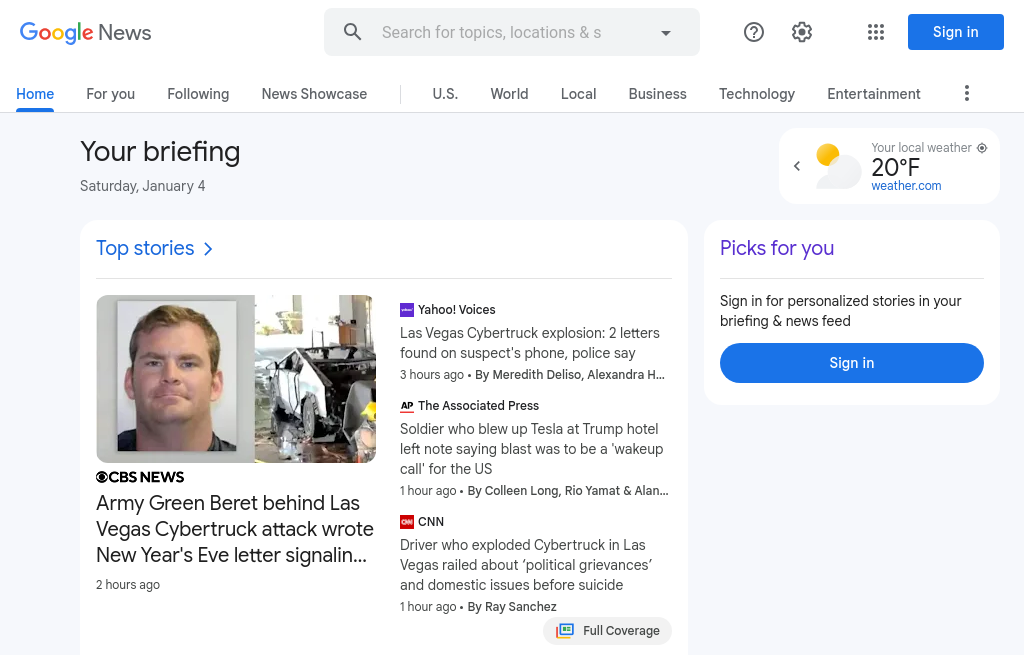 Google News
Search for topics, locations & s
Sign in
Home
For you
Following
News Showcase
U.S.
World
Local
Business
Technology
Entertainment
Your briefing
Saturday, January 4
Your local weather
20°F
weather.com
Top stories
CBS NEWS
Army Green Beret behind Las
Vegas Cybertruck attack wrote
New Year's Eve letter signalin...
2 hours ago
yahoo!
Yahoo! Voices
Las Vegas Cybertruck explosion: 2 letters
found on suspect's phone, police say
3 hours ago • By Meredith Deliso, Alexandra H...
AP
The Associated Press
Soldier who blew up Tesla at Trump hotel
left note saying blast was to be a 'wakeup
call' for the US
1 hour ago • By Colleen Long, Rio Yamat & Alan...
CNN
CNN
Driver who exploded Cybertruck in Las
Vegas railed about ‘political grievances’
and domestic issues before suicide
1 hour ago • By Ray Sanchez
Full Coverage
Picks for you
Sign in for personalized stories in your
briefing & news feed
Sign in